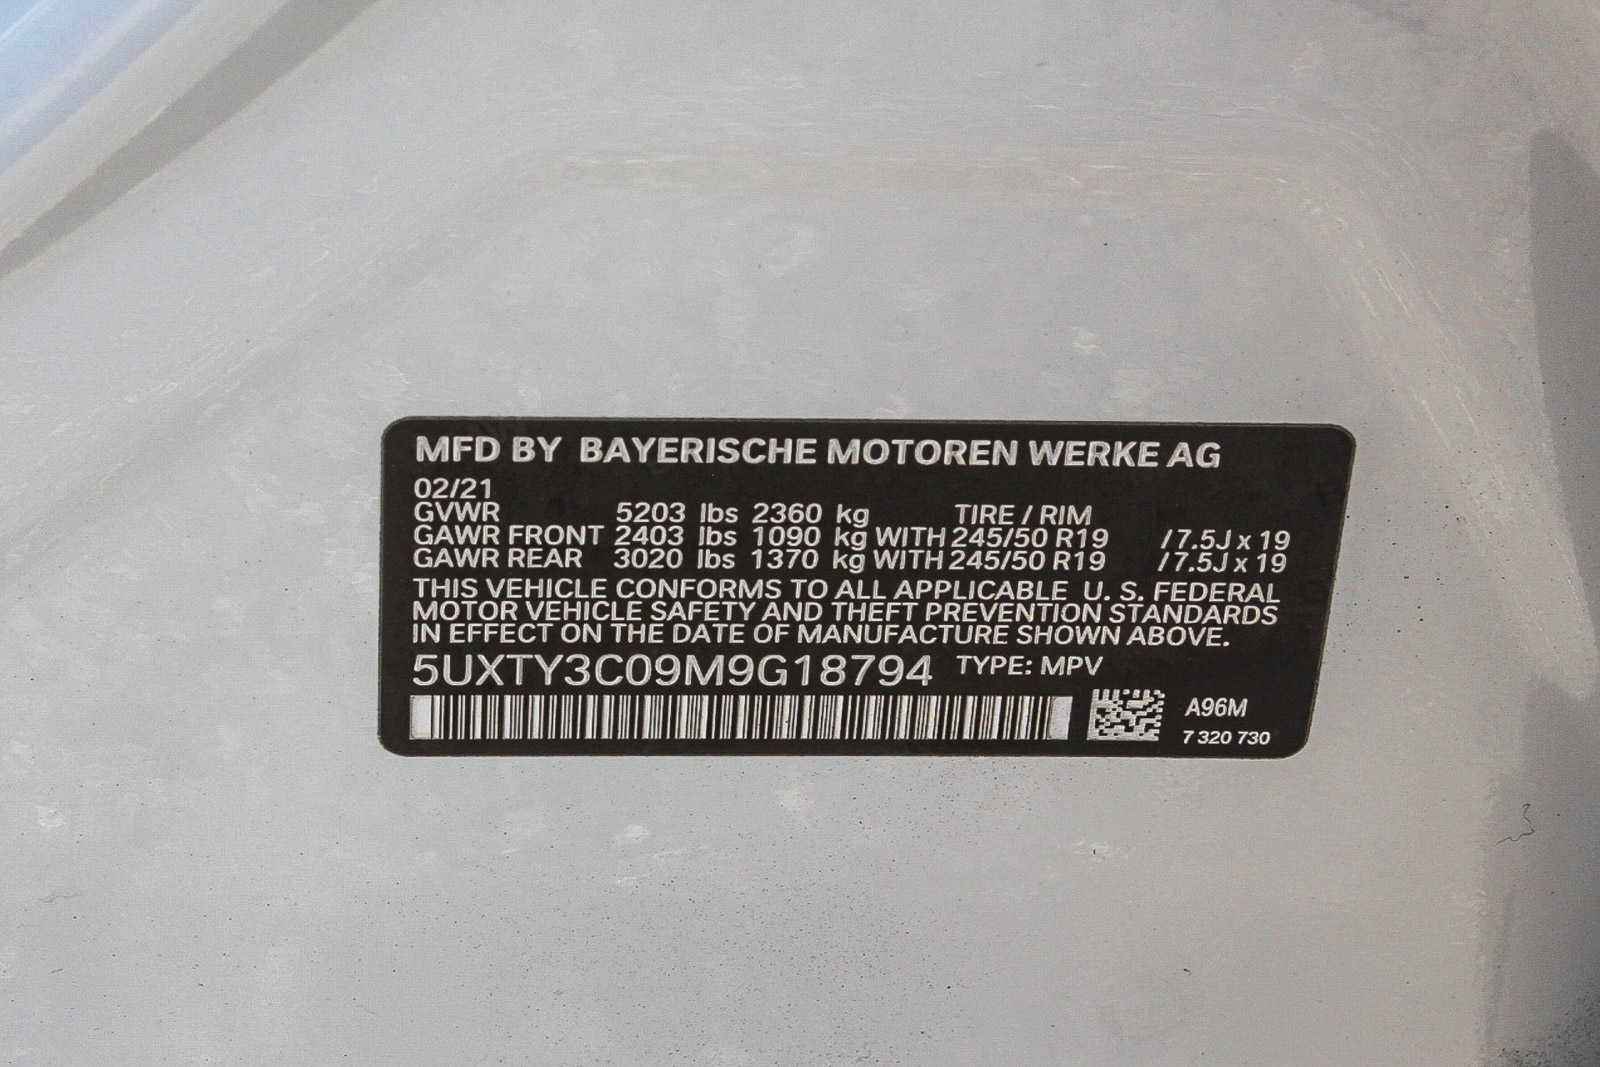 MFD BY BAYERISCHE MOTOREN WERKE AG
02/21
GVWR 5203 lbs 2360 kg TIRE / RIM
GAWR FRONT 2403 lbs 1090 kg WITH 245/50 R19 / 7.5J x 19
GAWR REAR 3020 lbs 1370 kg WITH 245/50 R19 / 7.5J x 19
THIS VEHICLE CONFORMS TO ALL APPLICABLE U. S. FEDERAL
MOTOR VEHICLE SAFETY AND THEFT PREVENTION STANDARDS
IN EFFECT ON THE DATE OF MANUFACTURE SHOWN ABOVE.
5UXTY3C09M9G18794 TYPE: MPV
A96M
7 320 730